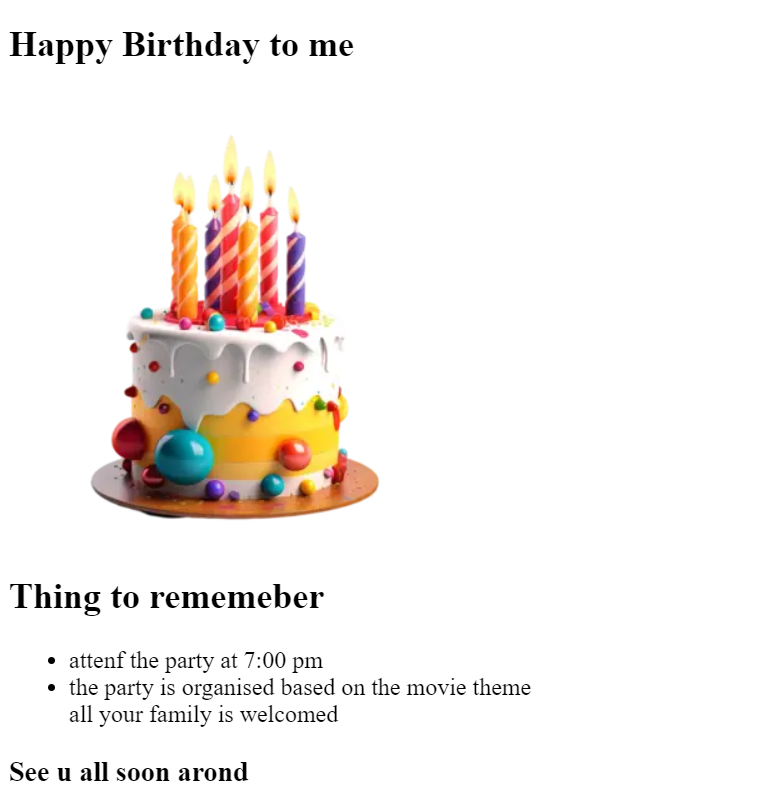 Happy Birthday to me
Thing to rememeber
attenf the party at 7:00 pm
the party is organised based on the movie theme
all your family is welcomed
See u all soon arond